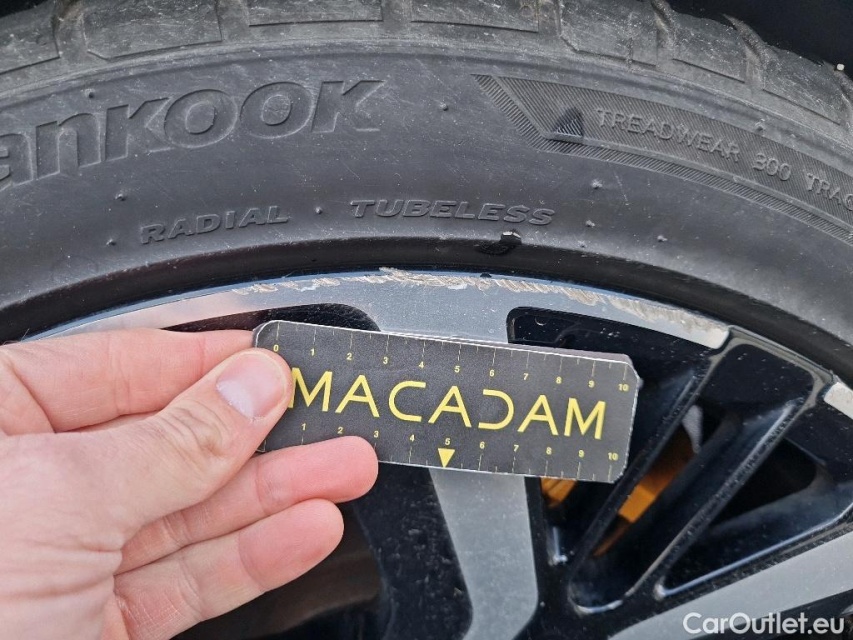 anKOOK
TREADWEAR 300 TRAC
RADIAL · TUBELESS
0 1 2 3 4 5 6 7 8 9 10
MACADAM
1 2 3 4 5 6 7 8 9 10
CarOutlet.eu